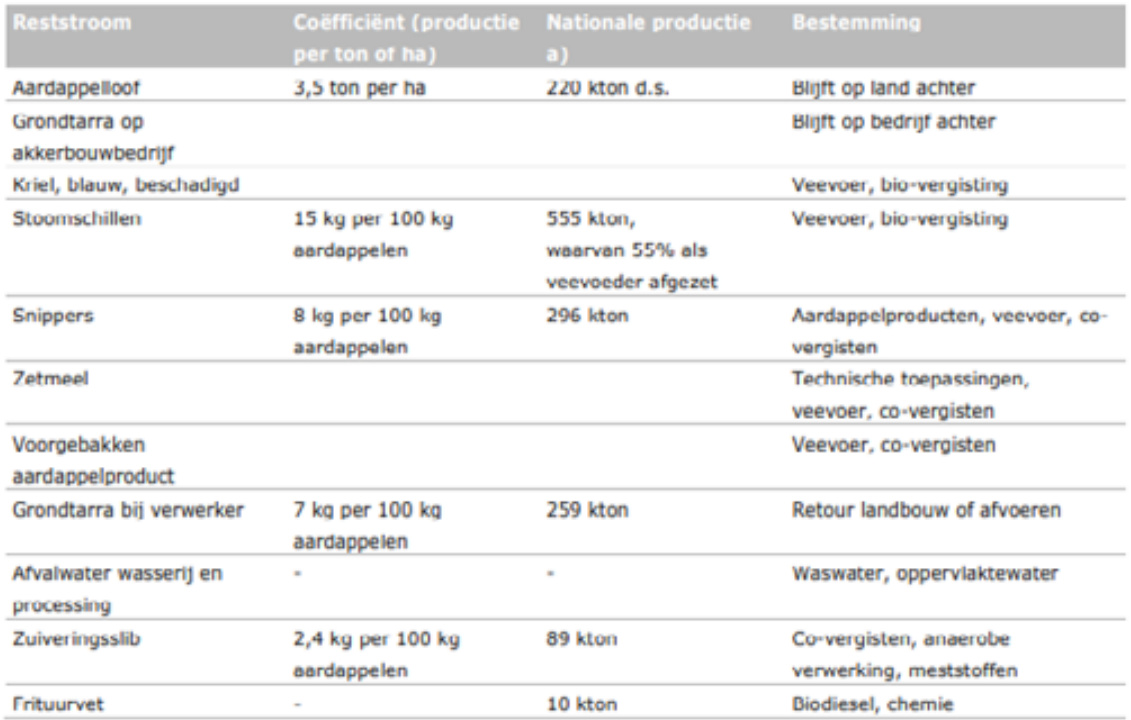 Reststroom Coëfficiënt (productie Nationale productie Bestemming
per ton of ha) a)
Aardappelloof 3,5 ton per ha 220 kton d.s. Blijft op land achter
Grondtarra op Blijft op bedrijf achter
akkerbouwbedrijf
Kriel, blauw, beschadigd Veevoer, bio-vergisting
Stoomschillen 15 kg per 100 kg 555 kton, Veevoer, bio-vergisting
aardappelen waarvan 55% als
veevoeder afgezet
Snippers 8 kg per 100 kg 296 kton Aardappelproducten, veevoer, co-
aardappelen vergisten
Zetmeel Technische toepassingen,
veevoer, co-vergisten
Voorgebakken Veevoer, co-vergisten
aardappelproduct
Grondtarra bij verwerker 7 kg per 100 kg 259 kton Retour landbouw of afvoeren
aardappelen
Afvalwater wasserij en - - Waswater, oppervlaktewater
processing
Zuiveringsslib 2,4 kg per 100 kg 89 kton Co-vergisten, anaerobe
aardappelen verwerking, meststoffen
Frituurvet - 10 kton Biodiesel, chemie